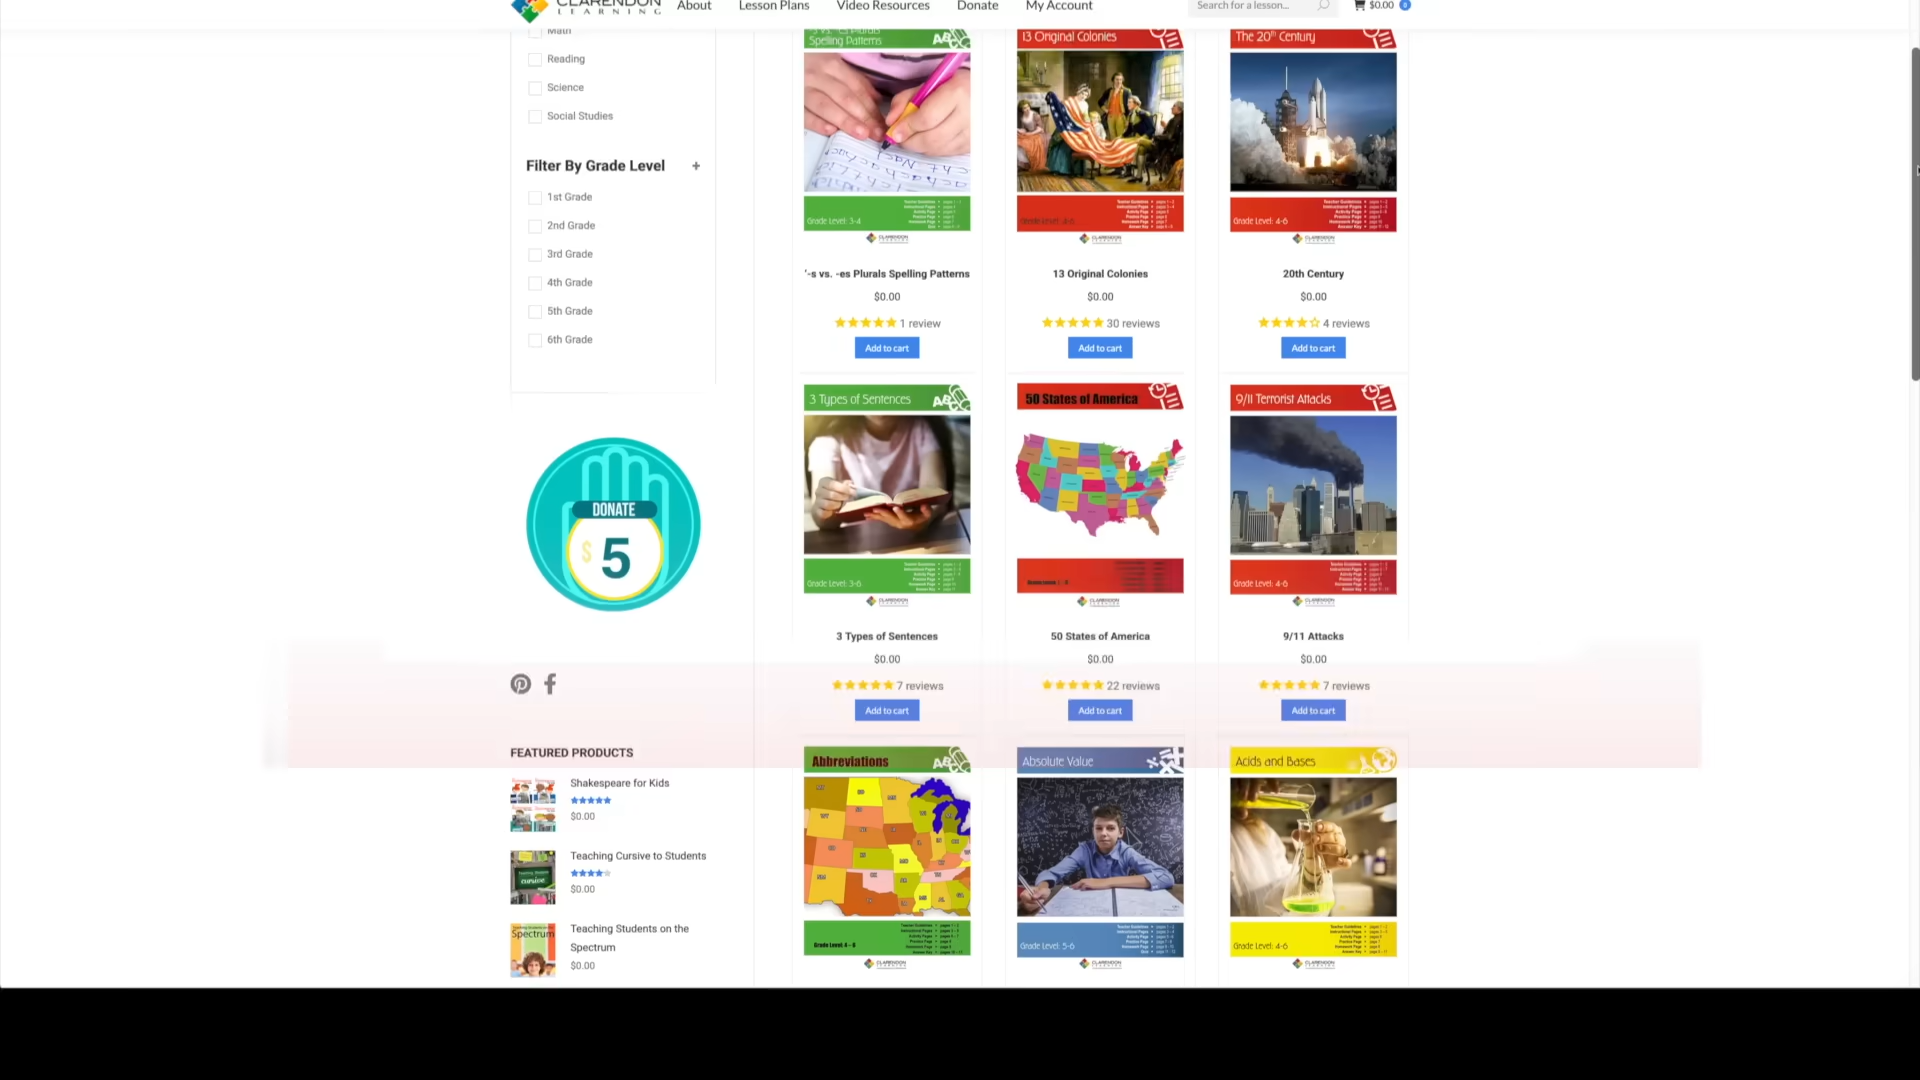 CLARENDON
LEARNING
About
Lesson Plans
Video Resources
Donate
My Account
Search for a lesson...
$0.00
0
Math
Reading
Science
Social Studies
Filter By Grade Level
+
1st Grade
2nd Grade
3rd Grade
4th Grade
5th Grade
6th Grade
DONATE
$5
FEATURED PRODUCTS
Shakespeare for Kids
$0.00
Teaching Cursive to Students
$0.00
Teaching Students on the
Spectrum
$0.00
Spelling Patterns
Grade Level: 3-4
'-s vs. -es Plurals Spelling Patterns
$0.00
1 review
Add to cart
13 Original Colonies
13 Original Colonies
$0.00
30 reviews
Add to cart
The 20th Century
Grade Level: 4-6
20th Century
$0.00
4 reviews
Add to cart
3 Types of Sentences
Grade Level: 3-6
3 Types of Sentences
$0.00
7 reviews
Add to cart
50 States of America
50 States of America
$0.00
22 reviews
Add to cart
9/11 Terrorist Attacks
Grade Level: 4-6
9/11 Attacks
$0.00
7 reviews
Add to cart
Abbreviations
Absolute Value
Grade Level: 5-6
Acids and Bases
Grade Level: 4-6